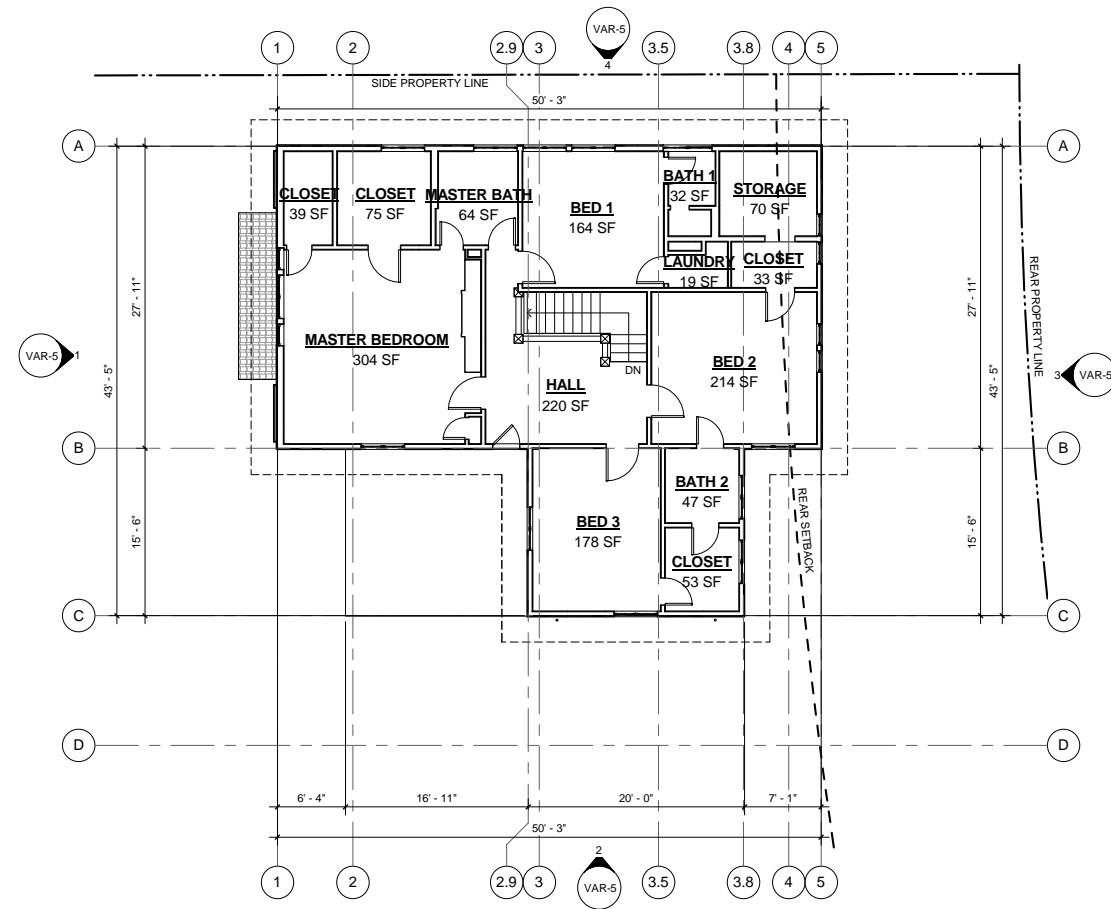 VAR-5
4
1
2
2.9
3
3.5
3.8
4
5
SIDE PROPERTY LINE
50' - 3"
A
A
CLOSET
39 SF
CLOSET
75 SF
MASTER BATH
64 SF
BED 1
164 SF
BATH 1
32 SF
STORAGE
70 SF
LAUNDRY
19 SF
CLOSET
33 SF
27' - 11"
43' - 5"
27' - 11"
43' - 5"
REAR PROPERTY LINE
VAR-5
1
MASTER BEDROOM
304 SF
HALL
220 SF
DN
BED 2
214 SF
3
VAR-5
B
B
BATH 2
47 SF
BED 3
178 SF
CLOSET
53 SF
REAR SETBACK
15' - 6"
15' - 6"
C
C
D
D
6' - 4"
16' - 11"
20' - 0"
7' - 1"
50' - 3"
2
VAR-5
1
2
2.9
3
3.5
3.8
4
5